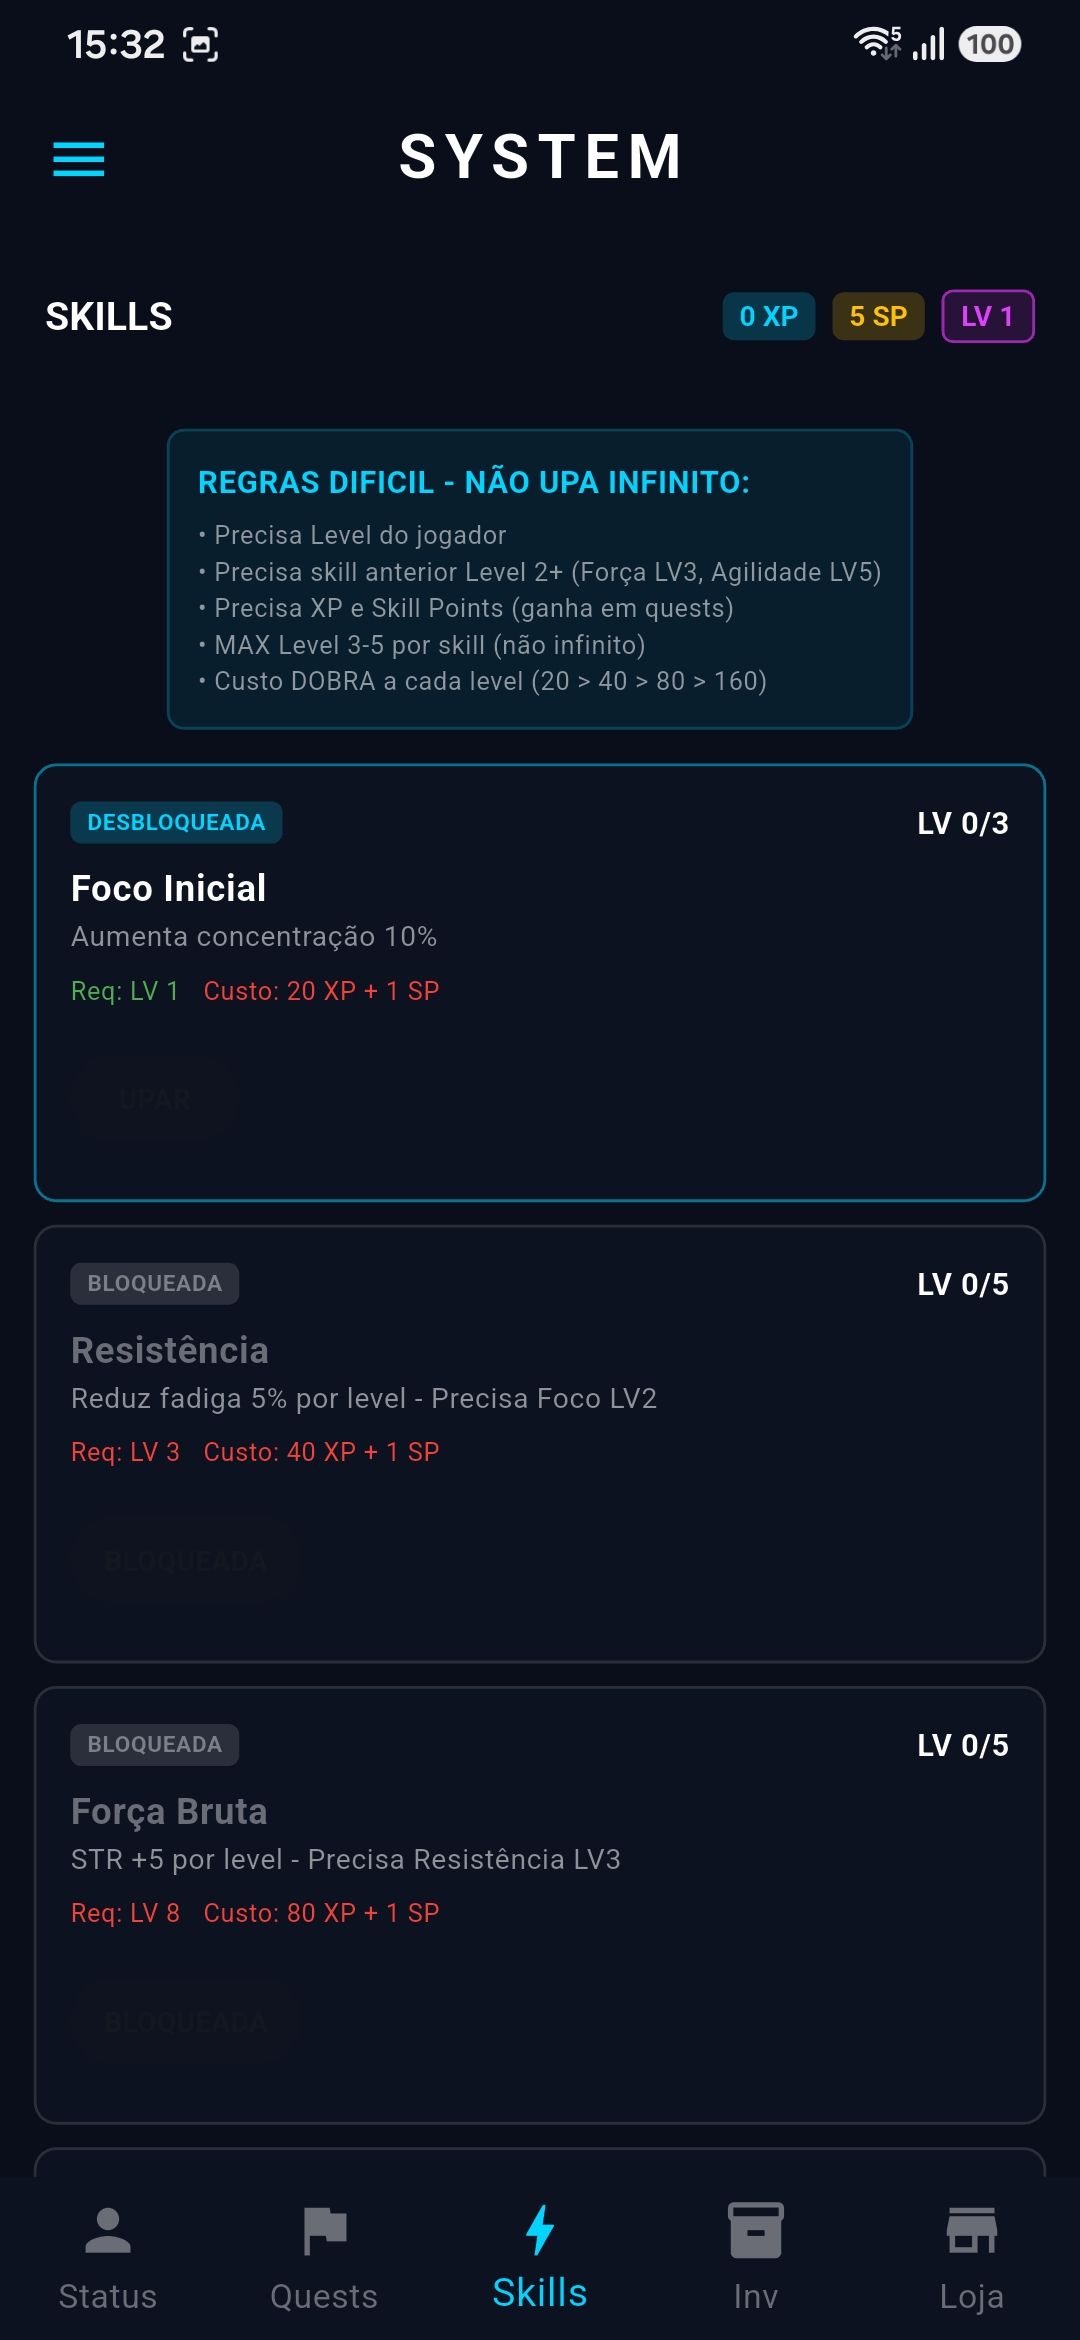 15:32
5
100
SYSTEM
SKILLS
0 XP
5 SP
LV 1
REGRAS DIFICIL - NÃO UPA INFINITO:
• Precisa Level do jogador
• Precisa skill anterior Level 2+ (Força LV3, Agilidade LV5)
• Precisa XP e Skill Points (ganha em quests)
• MAX Level 3-5 por skill (não infinito)
• Custo DOBRA a cada level (20 > 40 > 80 > 160)
DESBLOQUEADA
LV 0/3
Foco Inicial
Aumenta concentração 10%
Req: LV 1 Custo: 20 XP + 1 SP
UPAR
BLOQUEADA
LV 0/5
Resistência
Reduz fadiga 5% por level - Precisa Foco LV2
Req: LV 3 Custo: 40 XP + 1 SP
BLOQUEADA
BLOQUEADA
LV 0/5
Força Bruta
STR +5 por level - Precisa Resistência LV3
Req: LV 8 Custo: 80 XP + 1 SP
BLOQUEADA
Status
Quests
Skills
Inv
Loja